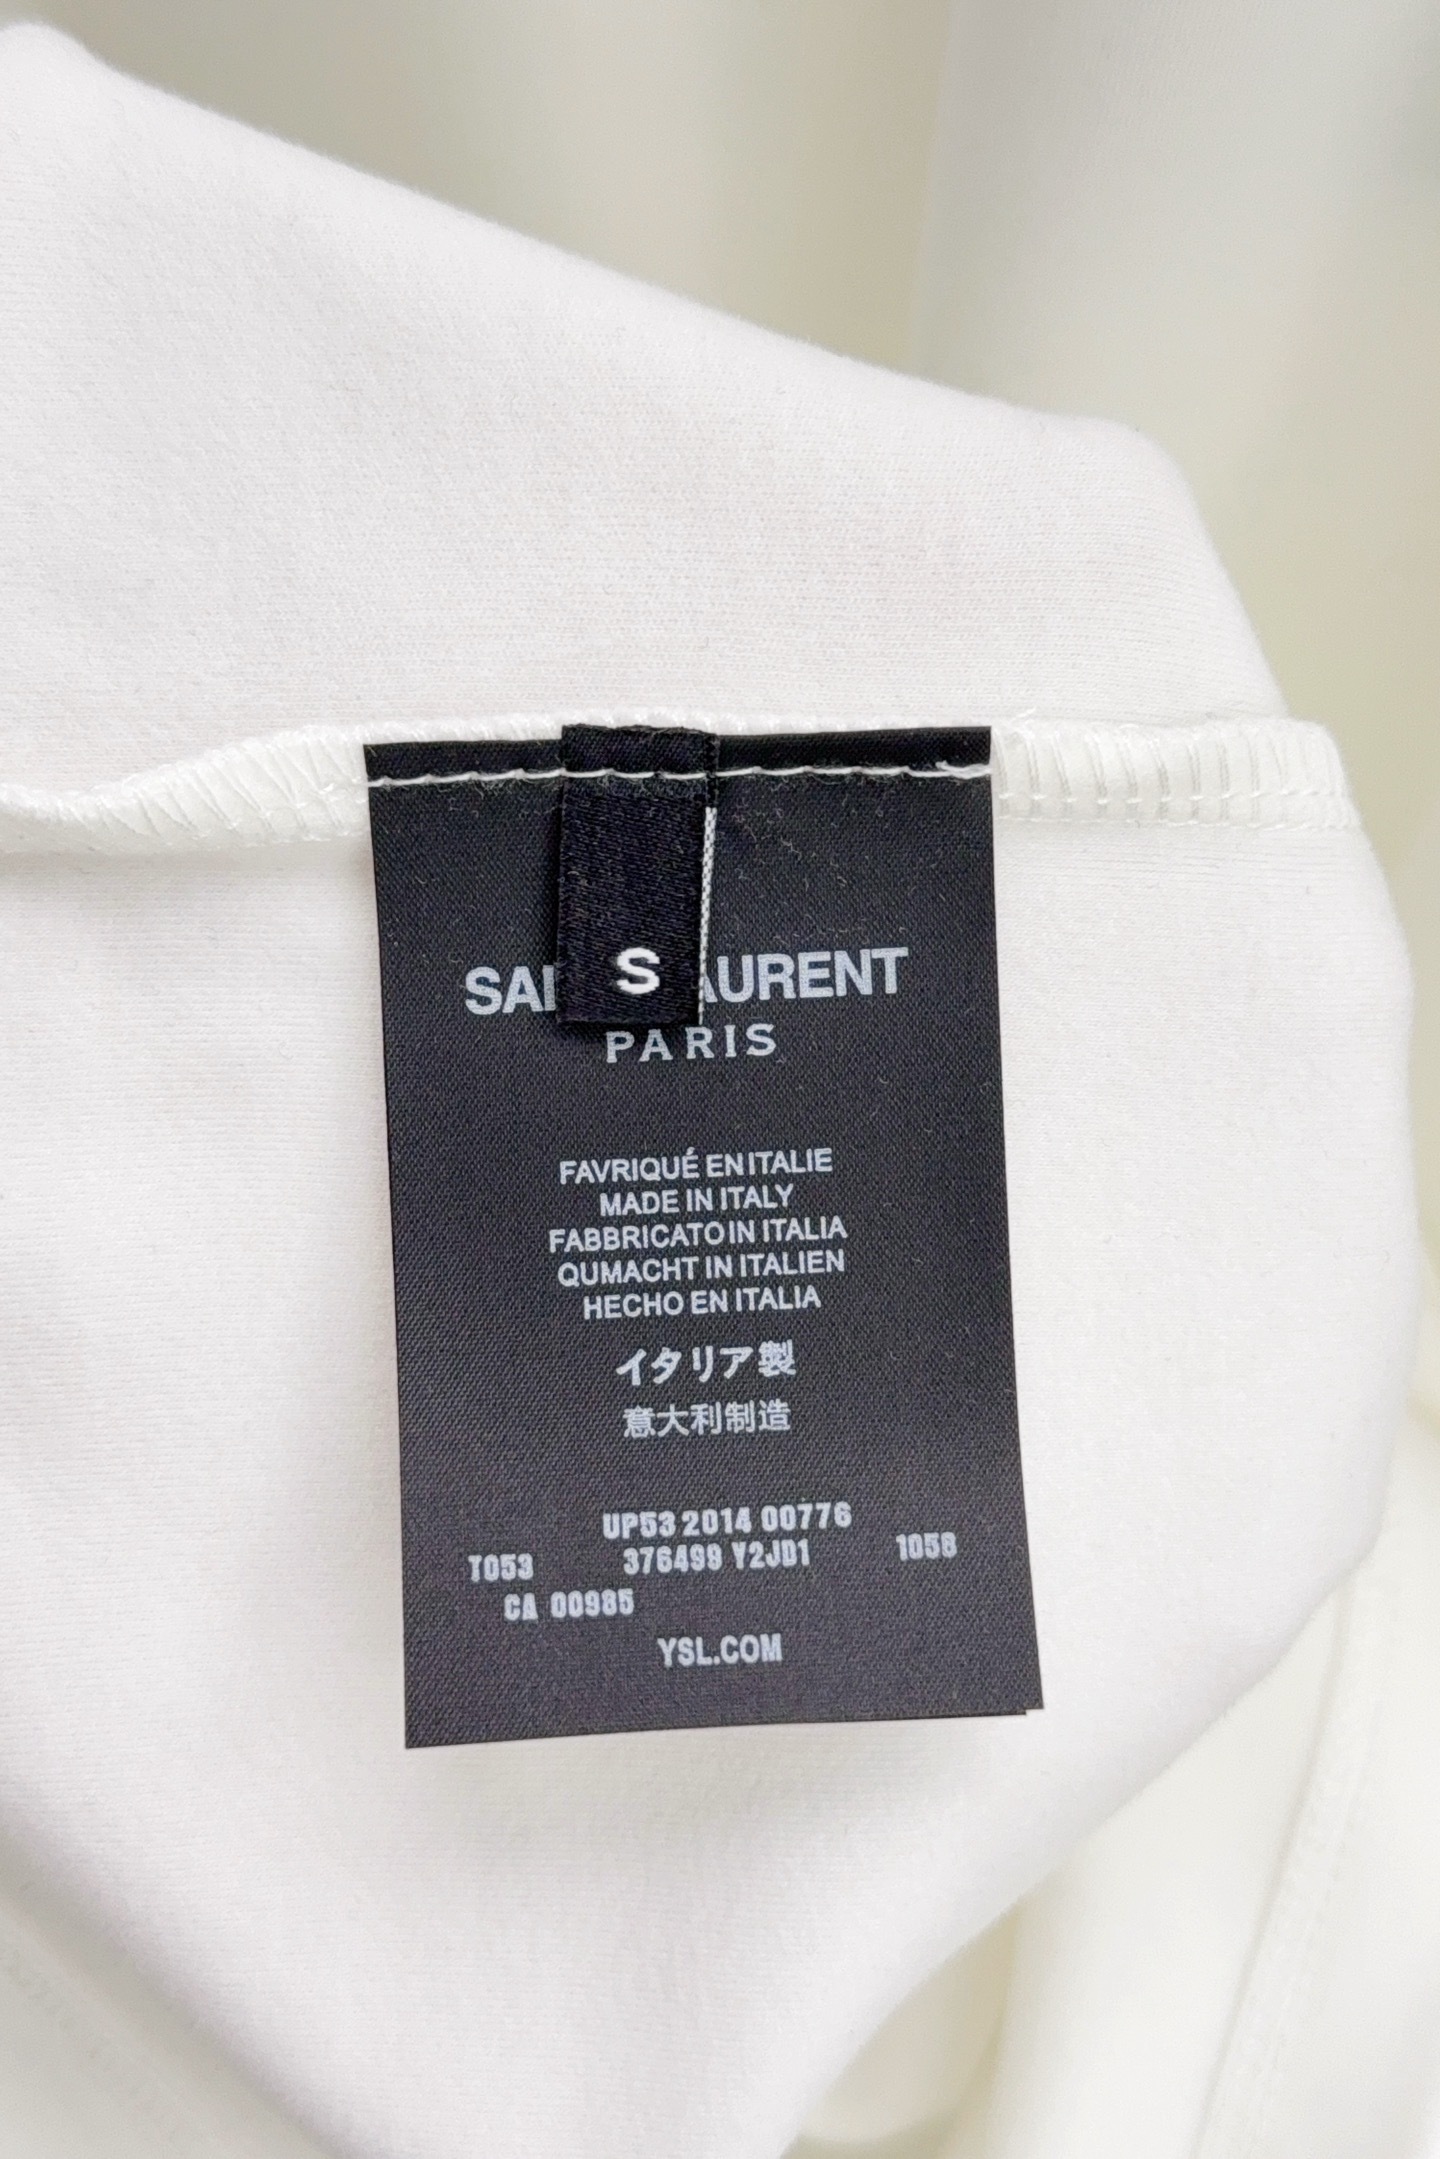 S
SAI AURENT
PARIS
FAVRIQUÉ EN ITALIE
MADE IN ITALY
FABBRICATO IN ITALIA
QUMACHT IN ITALIEN
HECHO EN ITALIA
イタリア製
意大利制造
UP53 2014 00776
T053 376499 Y2JD1 1058
CA 00985
YSL.COM